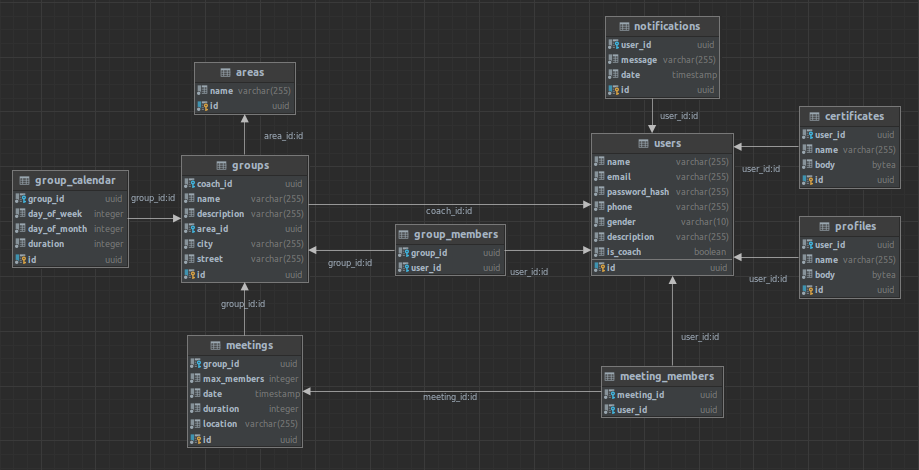 notifications
user_id uuid
message varchar(255)
date timestamp
id uuid
areas
name varchar(255)
id uuid
user_id:id
area_id:id
certificates
user_id uuid
name varchar(255)
body bytea
id uuid
user_id:id
users
name varchar(255)
email varchar(255)
password_hash varchar(255)
phone varchar(255)
gender varchar(10)
description varchar(255)
is_coach boolean
id uuid
groups
coach_id uuid
name varchar(255)
description varchar(255)
area_id uuid
city varchar(255)
street varchar(255)
id uuid
group_calendar
group_id uuid
day_of_week integer
day_of_month integer
duration integer
id uuid
group_id:id
coach_id:id
group_members
group_id uuid
user_id uuid
group_id:id
user_id:id
profiles
user_id uuid
name varchar(255)
body bytea
id uuid
user_id:id
group_id:id
meetings
group_id uuid
max_members integer
date timestamp
duration integer
location varchar(255)
id uuid
user_id:id
meeting_members
meeting_id uuid
user_id uuid
meeting_id:id